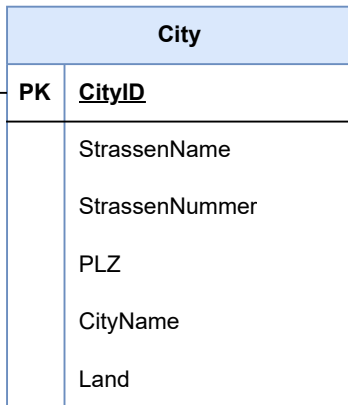 City
PK CityID
StrassenName
StrassenNummer
PLZ
CityName
Land